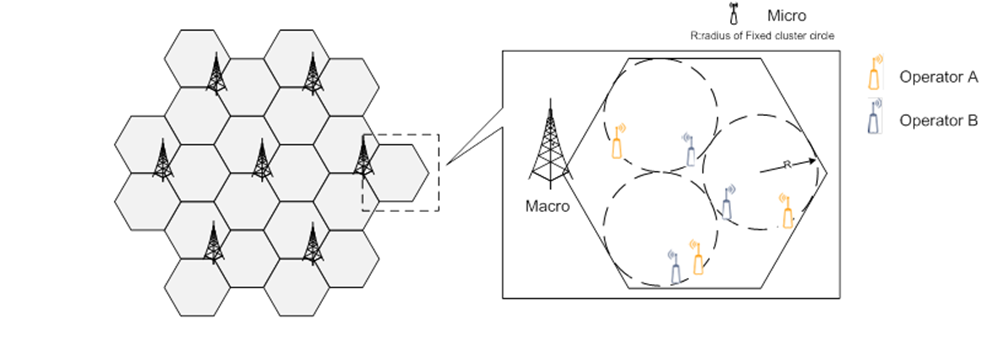 Micro
R:radius of Fixed cluster circle
Operator A
Operator B
R
Macro